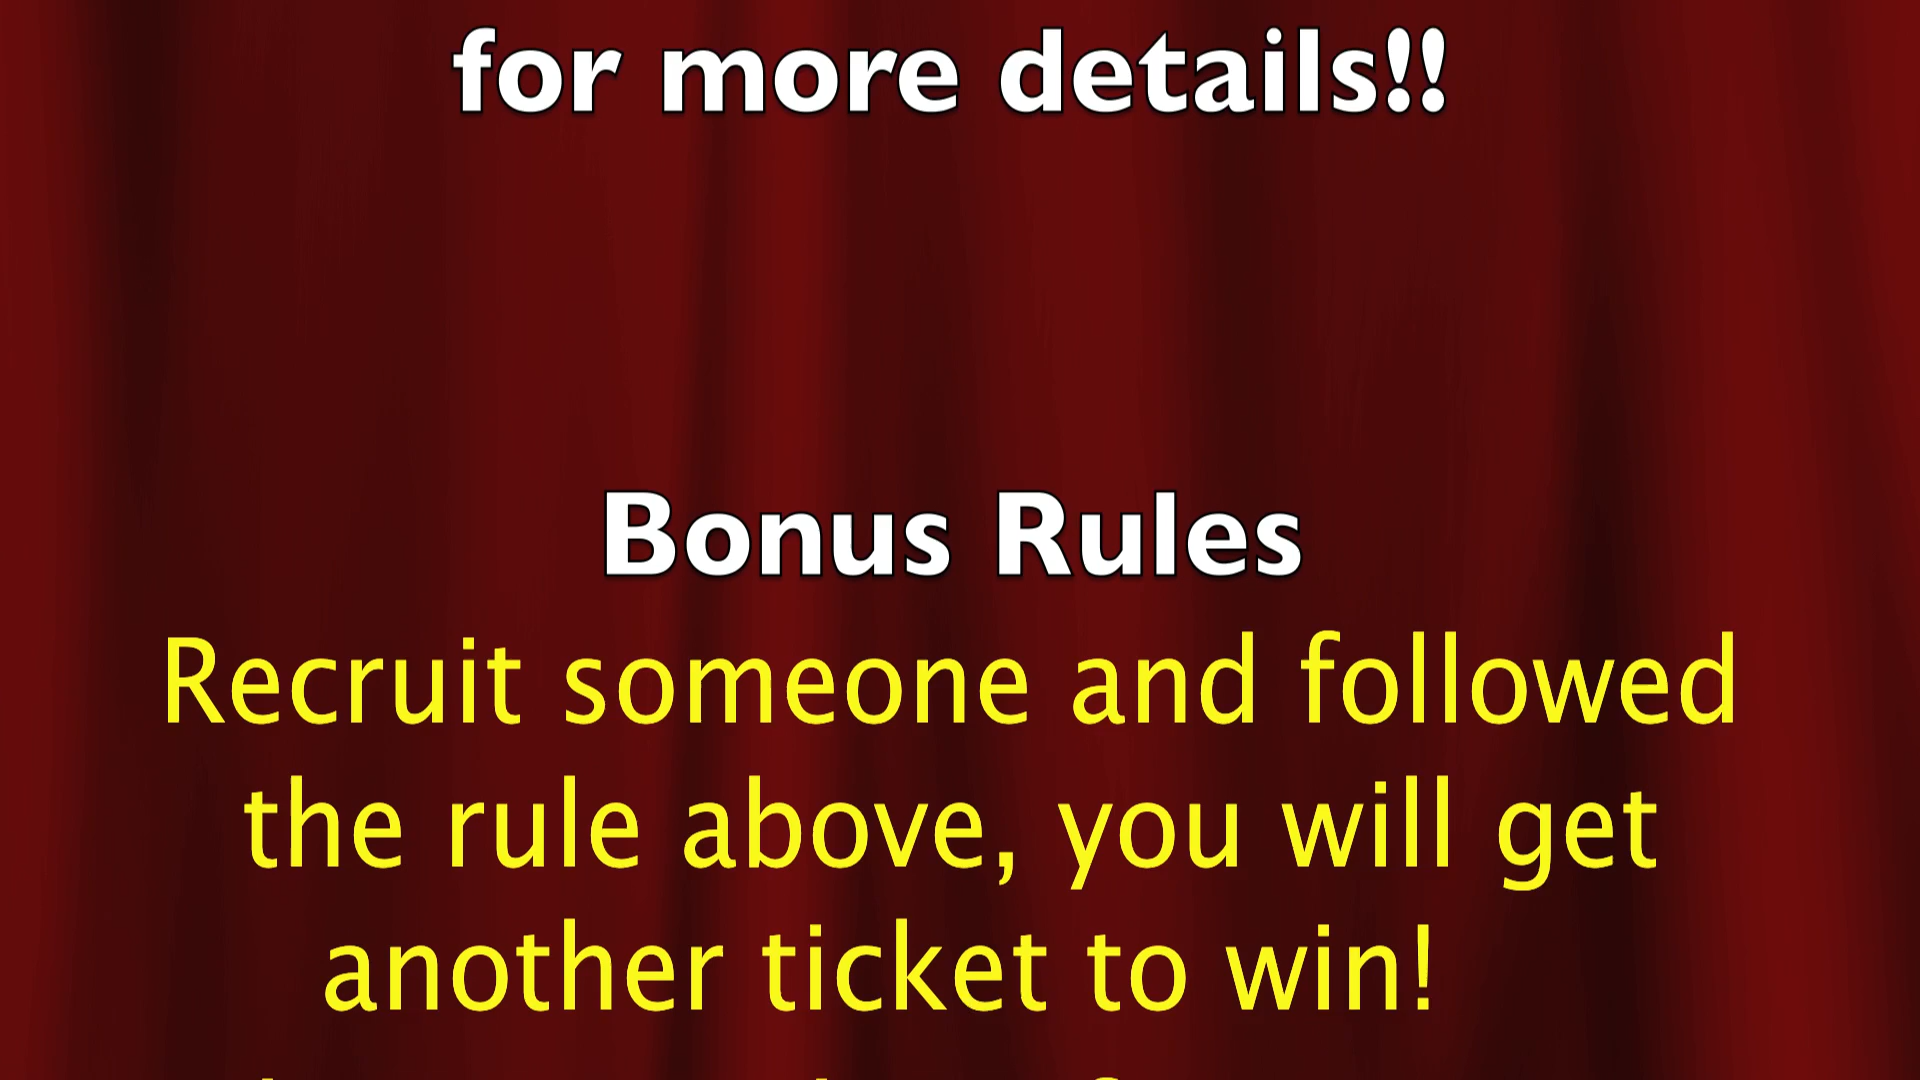 for more details!!
Bonus Rules
Recruit someone and followed
the rule above, you will get
another ticket to win!